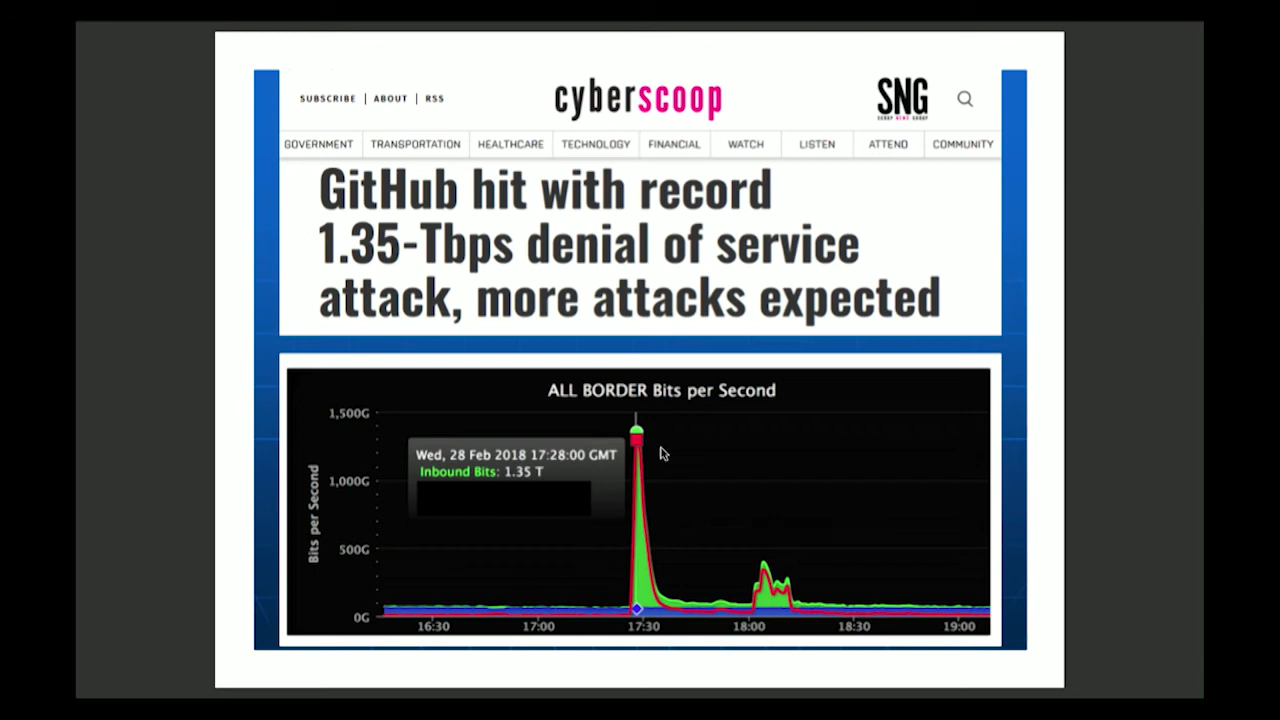 SUBSCRIBE | ABOUT | RSS
cyberscoop
SNG
GOVERNMENT TRANSPORTATION HEALTHCARE TECHNOLOGY FINANCIAL WATCH LISTEN ATTEND COMMUNITY
GitHub hit with record
1.35-Tbps denial of service
attack, more attacks expected
ALL BORDER Bits per Second
Bits per Second
1,500G
1,000G
500G
0G
Wed, 28 Feb 2018 17:28:00 GMT
Inbound Bits: 1.35 T
16:30 17:00 17:30 18:00 18:30 19:00